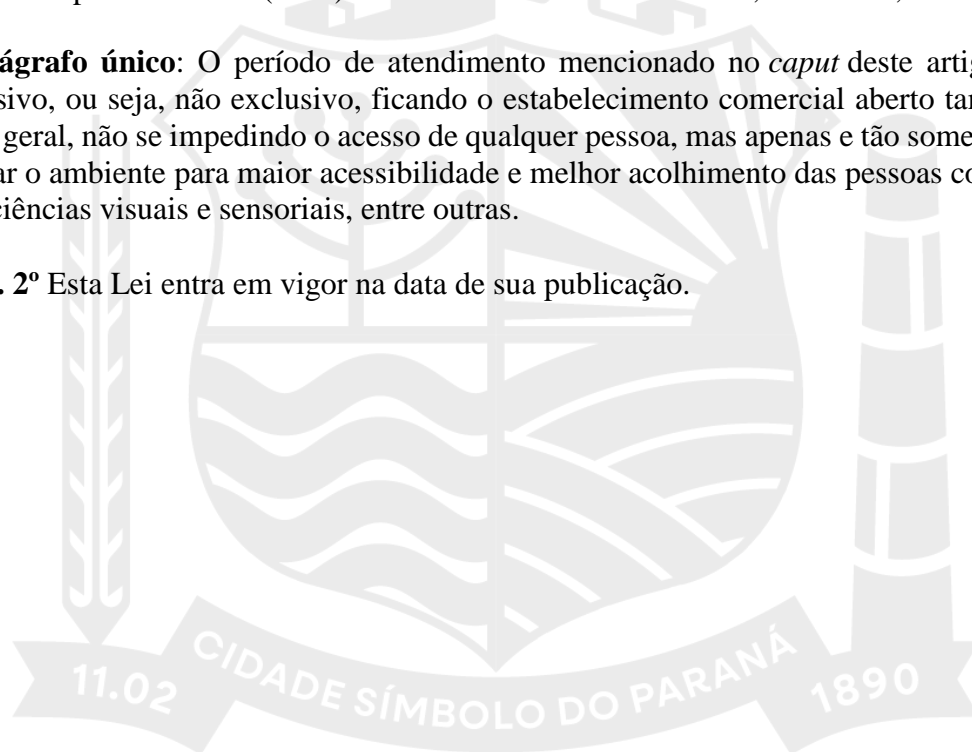 ágrafo único: O período de atendimento mencionado no caput deste artig
sivo, ou seja, não exclusivo, ficando o estabelecimento comercial aberto tar
geral, não se impedindo o acesso de qualquer pessoa, mas apenas e tão some
ar o ambiente para maior acessibilidade e melhor acolhimento das pessoas co
ciências visuais e sensoriais, entre outras.
. 2º Esta Lei entra em vigor na data de sua publicação.
CIDADE SÍMBOLO DO PARANÁ
11.02
1890